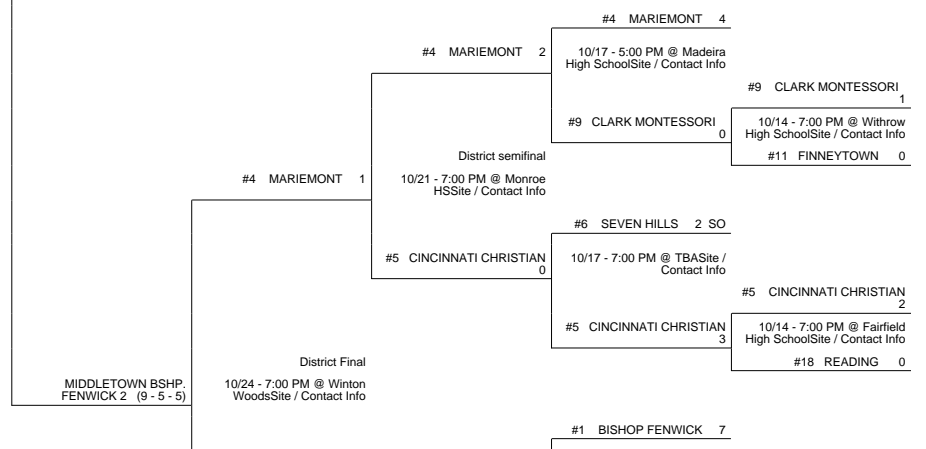 #4 MARIEMONT 4
#4 MARIEMONT 2
10/17 - 5:00 PM @ Madeira
High SchoolSite / Contact Info
#9 CLARK MONTESSORI
1
#9 CLARK MONTESSORI
0
10/14 - 7:00 PM @ Withrow
High SchoolSite / Contact Info
#11 FINNEYTOWN 0
District semifinal
#4 MARIEMONT 1
10/21 - 7:00 PM @ Monroe
HSSite / Contact Info
#6 SEVEN HILLS 2 SO
#5 CINCINNATI CHRISTIAN
0
10/17 - 7:00 PM @ TBASite /
Contact Info
#5 CINCINNATI CHRISTIAN
2
#5 CINCINNATI CHRISTIAN
3
10/14 - 7:00 PM @ Fairfield
High SchoolSite / Contact Info
#18 READING 0
District Final
MIDDLETOWN BSHP.
FENWICK 2 (9 - 5 - 5)
10/24 - 7:00 PM @ Winton
WoodsSite / Contact Info
#1 BISHOP FENWICK 7